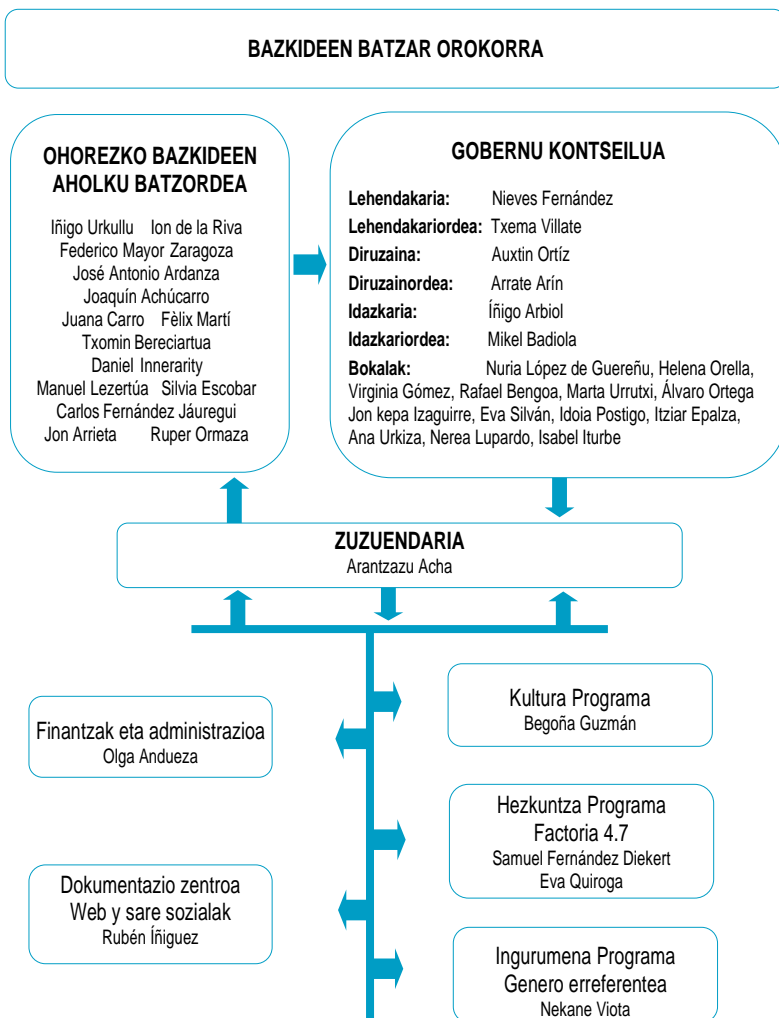 BAZKIDEEN BATZAR OROKORRA
OHOREZKO BAZKIDEEN
AHOLKU BATZORDEA
Iñigo Urkullu Ion de la Riva
Federico Mayor Zaragoza
José Antonio Ardanza
Joaquín Achúcarro
Juana Carro Fèlix Martí
Txomin Bereciartua
Daniel Innerarity
Manuel Lezertúa Silvia Escobar
Carlos Fernández Jáuregui
Jon Arrieta Ruper Ormaza
GOBERNU KONTSEILUA
Lehendakaria: Nieves Fernández
Lehendakariordea: Txema Villate
Diruzaina: Auxtin Ortíz
Diruzainordea: Arrate Arín
Idazkaria: Íñigo Arbiol
Idazkariordea: Mikel Badiola
Bokalak: Nuria López de Guereñu, Helena Orella,
Virginia Gómez, Rafael Bengoa, Marta Urrutxi, Álvaro Ortega
Jon kepa Izaguirre, Eva Silván, Idoia Postigo, Itziar Epalza,
Ana Urkiza, Nerea Lupardo, Isabel Iturbe
ZUZUENDARIA
Arantzazu Acha
Finantzak eta administrazioa
Olga Andueza
Kultura Programa
Begoña Guzmán
Hezkuntza Programa
Factoria 4.7
Samuel Fernández Diekert
Eva Quiroga
Dokumentazio zentroa
Web y sare sozialak
Rubén Íñiguez
Ingurumena Programa
Genero erreferentea
Nekane Viota